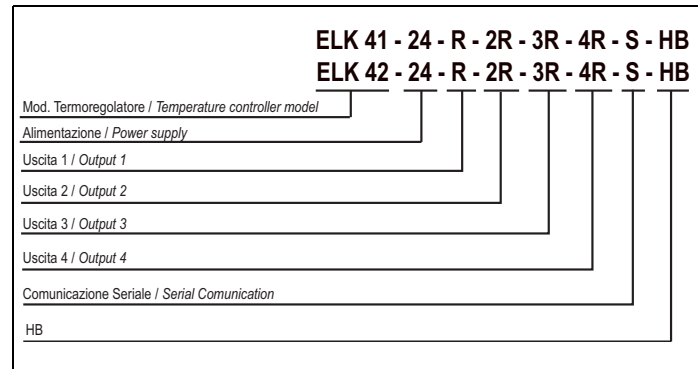 ELK 41 - 24 - R - 2R - 3R - 4R - S - HB
ELK 42 - 24 - R - 2R - 3R - 4R - S - HB
Mod. Termoregolatore / Temperature controller model
Alimentazione / Power supply
Uscita 1 / Output 1
Uscita 2 / Output 2
Uscita 3 / Output 3
Uscita 4 / Output 4
Comunicazione Seriale / Serial Comunication
HB